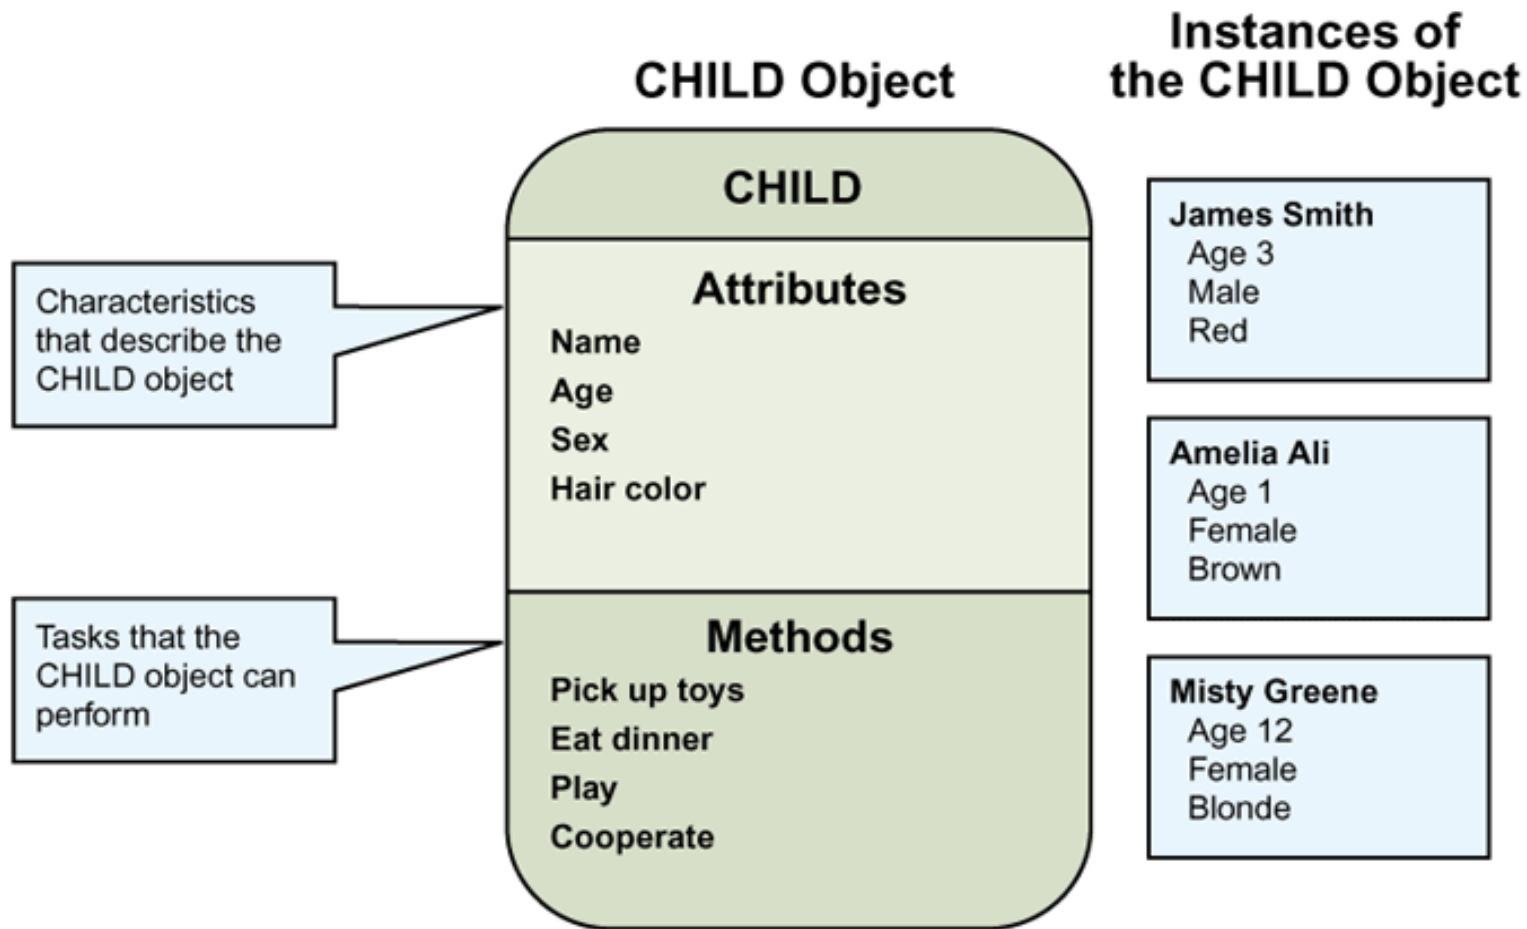 CHILD Object
Instances of
the CHILD Object
Characteristics
that describe the
CHILD object
Tasks that the
CHILD object can
perform
CHILD
Attributes
Name
Age
Sex
Hair color
Methods
Pick up toys
Eat dinner
Play
Cooperate
James Smith
Age 3
Male
Red
Amelia Ali
Age 1
Female
Brown
Misty Greene
Age 12
Female
Blonde